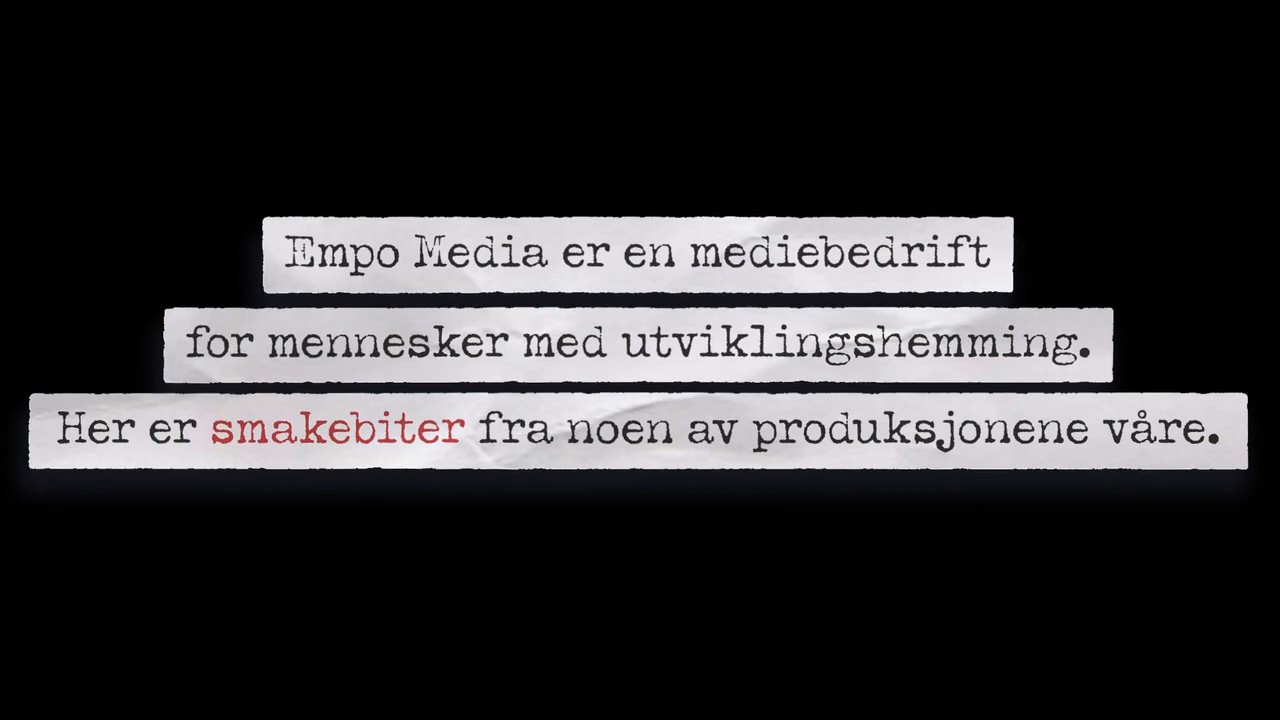 Empo Media er en mediebedrift
for mennesker med utviklingshemming.
Her er smakebiter fra noen av produksjonene våre.